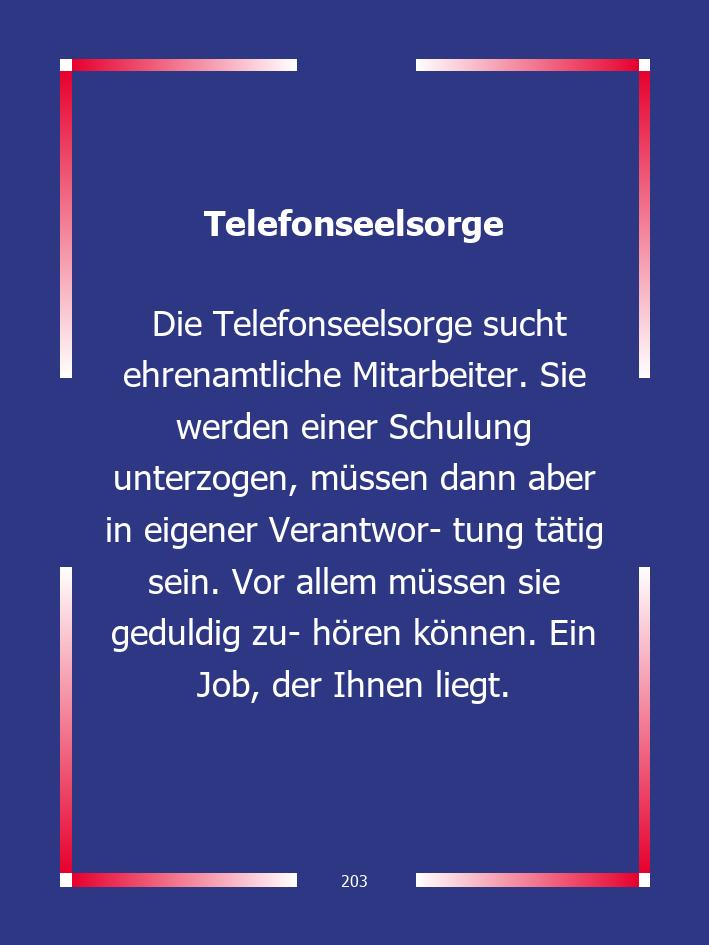 Telefonseelsorge
Die Telefonseelsorge sucht
ehrenamtliche Mitarbeiter. Sie
werden einer Schulung
unterzogen, müssen dann aber
in eigener Verantwor- tung tätig
sein. Vor allem müssen sie
geduldig zu- hören können. Ein
Job, der Ihnen liegt.
203